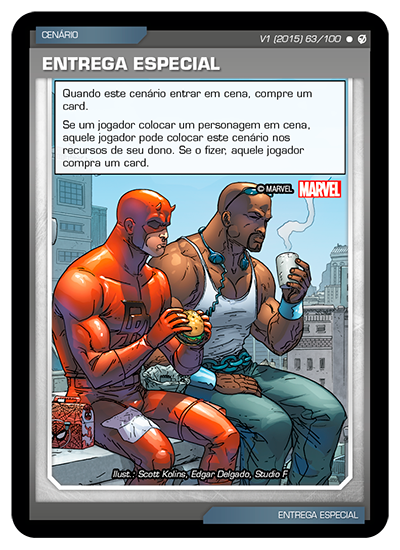 CENÁRIO
V1 (2015) 63/100
ENTREGA ESPECIAL
Quando este cenário entrar em cena, compre um
card.
Se um jogador colocar um personagem em cena,
aquele jogador pode colocar este cenário nos
recursos de seu dono. Se o fizer, aquele jogador
compra um card.
© MARVEL MARVEL
Illust.: Scott Kolins, Edgar Delgado, Studio F
ENTREGA ESPECIAL